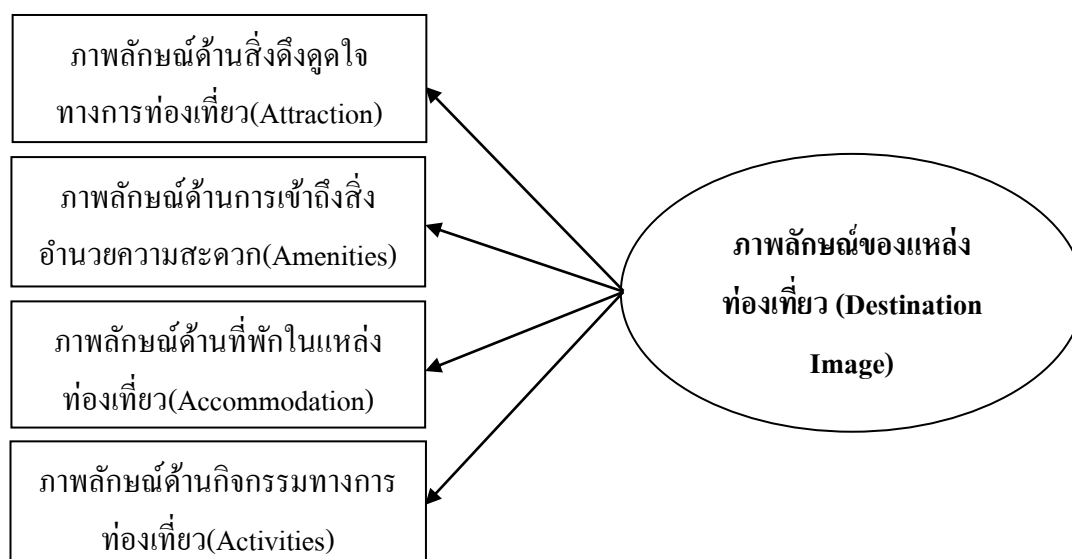 ภาพลักษณ์ด้านสิ่งดึงดูดใจ
ทางการท่องเที่ยว(Attraction)
ภาพลักษณ์ด้านการเข้าถึงสิ่ง
อำนวยความสะดวก(Amenities)
ภาพลักษณ์ด้านที่พักในแหล่ง
ท่องเที่ยว(Accommodation)
ภาพลักษณ์ด้านกิจกรรมทางการ
ท่องเที่ยว(Activities)
ภาพลักษณ์ของแหล่ง
ท่องเที่ยว (Destination
Image)